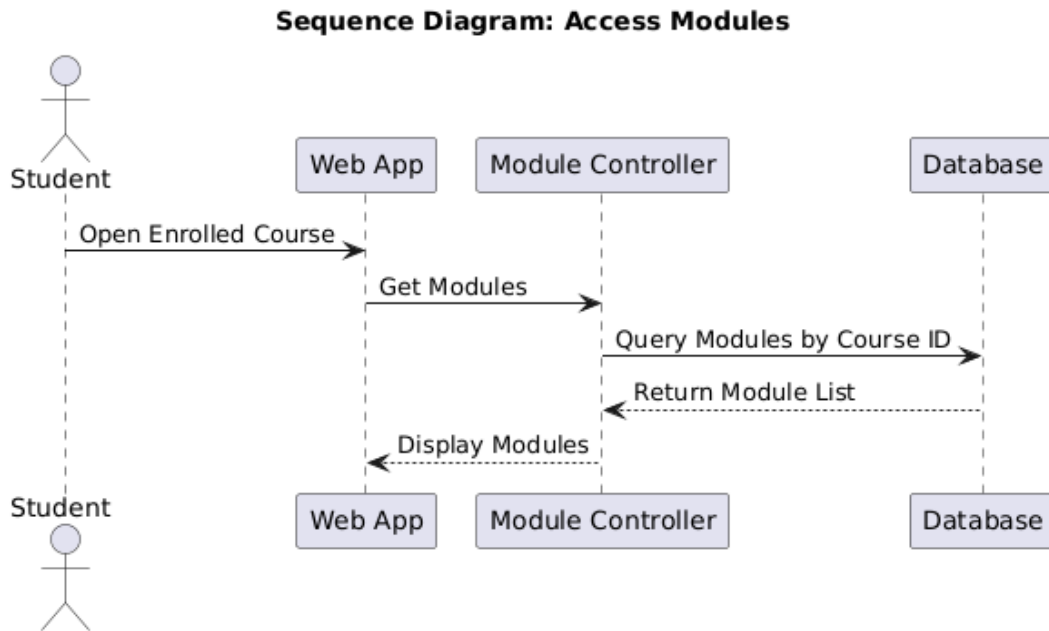 Sequence Diagram: Access Modules
Student
Web App
Module Controller
Database
Open Enrolled Course
Get Modules
Query Modules by Course ID
Return Module List
Display Modules
Student
Web App
Module Controller
Database